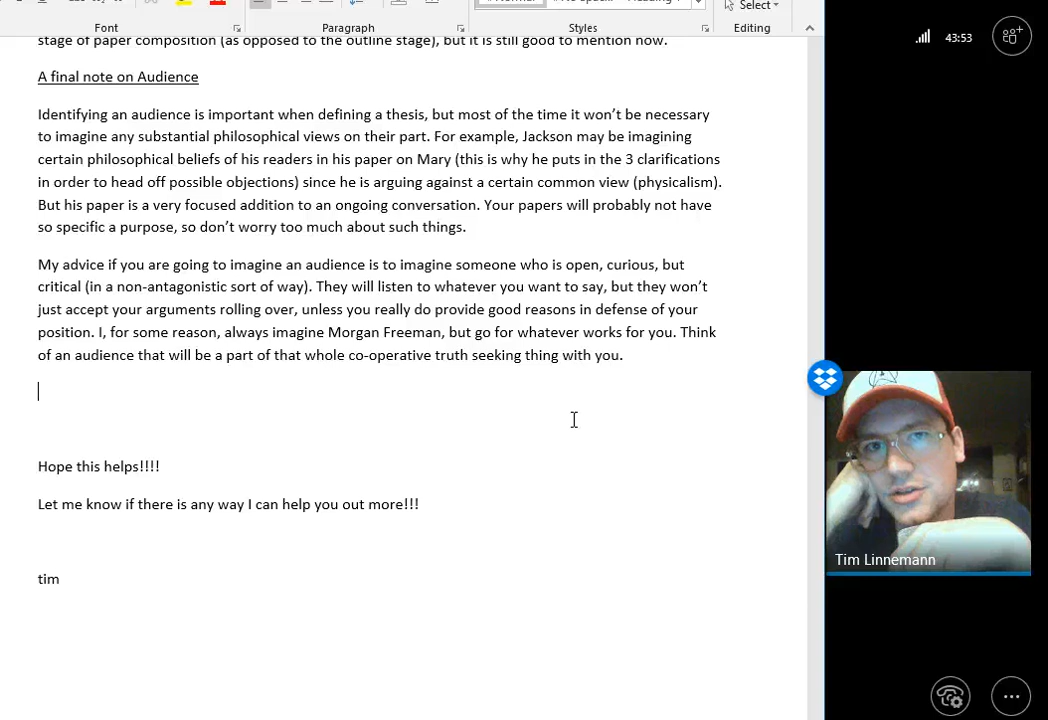 Select
Font
Paragraph
Styles
Editing
43:53
stage of paper composition (as opposed to the outline stage), but it is still good to mention now.
A final note on Audience
Identifying an audience is important when defining a thesis, but most of the time it won’t be necessary
to imagine any substantial philosophical views on their part. For example, Jackson may be imagining
certain philosophical beliefs of his readers in his paper on Mary (this is why he puts in the 3 clarifications
in order to head off possible objections) since he is arguing against a certain common view (physicalism).
But his paper is a very focused addition to an ongoing conversation. Your papers will probably not have
so specific a purpose, so don’t worry too much about such things.
My advice if you are going to imagine an audience is to imagine someone who is open, curious, but
critical (in a non-antagonistic sort of way). They will listen to whatever you want to say, but they won’t
just accept your arguments rolling over, unless you really do provide good reasons in defense of your
position. I, for some reason, always imagine Morgan Freeman, but go for whatever works for you. Think
of an audience that will be a part of that whole co-operative truth seeking thing with you.
Hope this helps!!!!
Let me know if there is any way I can help you out more!!!
tim
Tim Linnemann